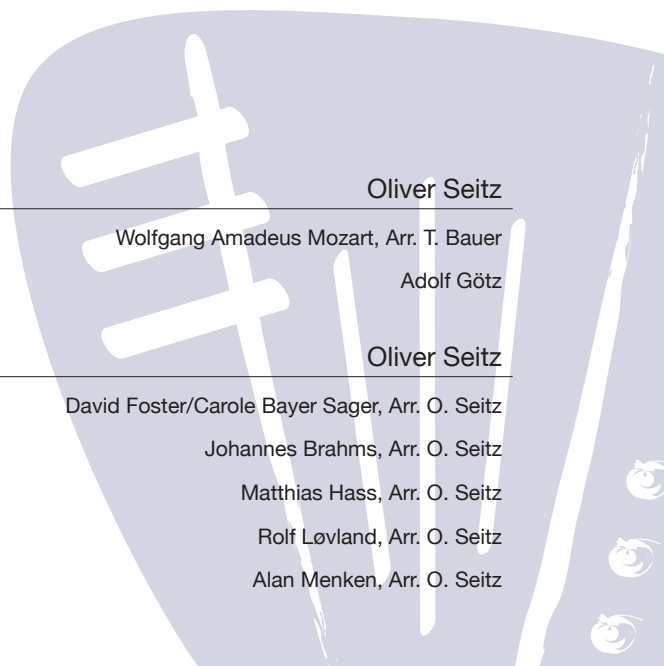 Oliver Seitz
Wolfgang Amadeus Mozart, Arr. T. Bauer
Adolf Götz
Oliver Seitz
David Foster/Carole Bayer Sager, Arr. O. Seitz
Johannes Brahms, Arr. O. Seitz
Matthias Hass, Arr. O. Seitz
Rolf Løvland, Arr. O. Seitz
Alan Menken, Arr. O. Seitz